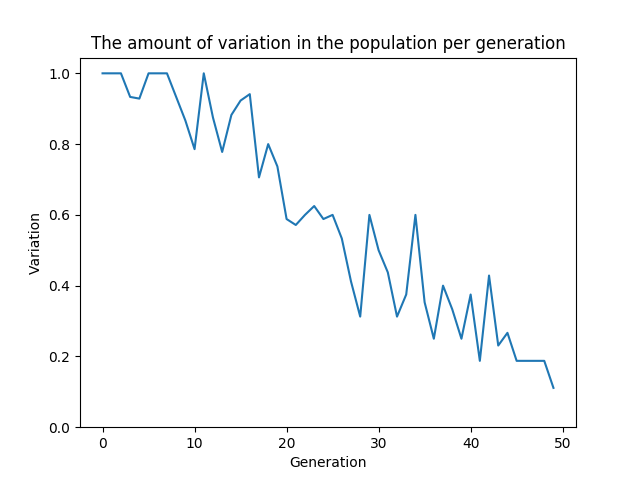 The amount of variation in the population per generation
1.0
0.8
0.6
0.4
0.2
0.0
Variation
0 10 20 30 40 50
Generation